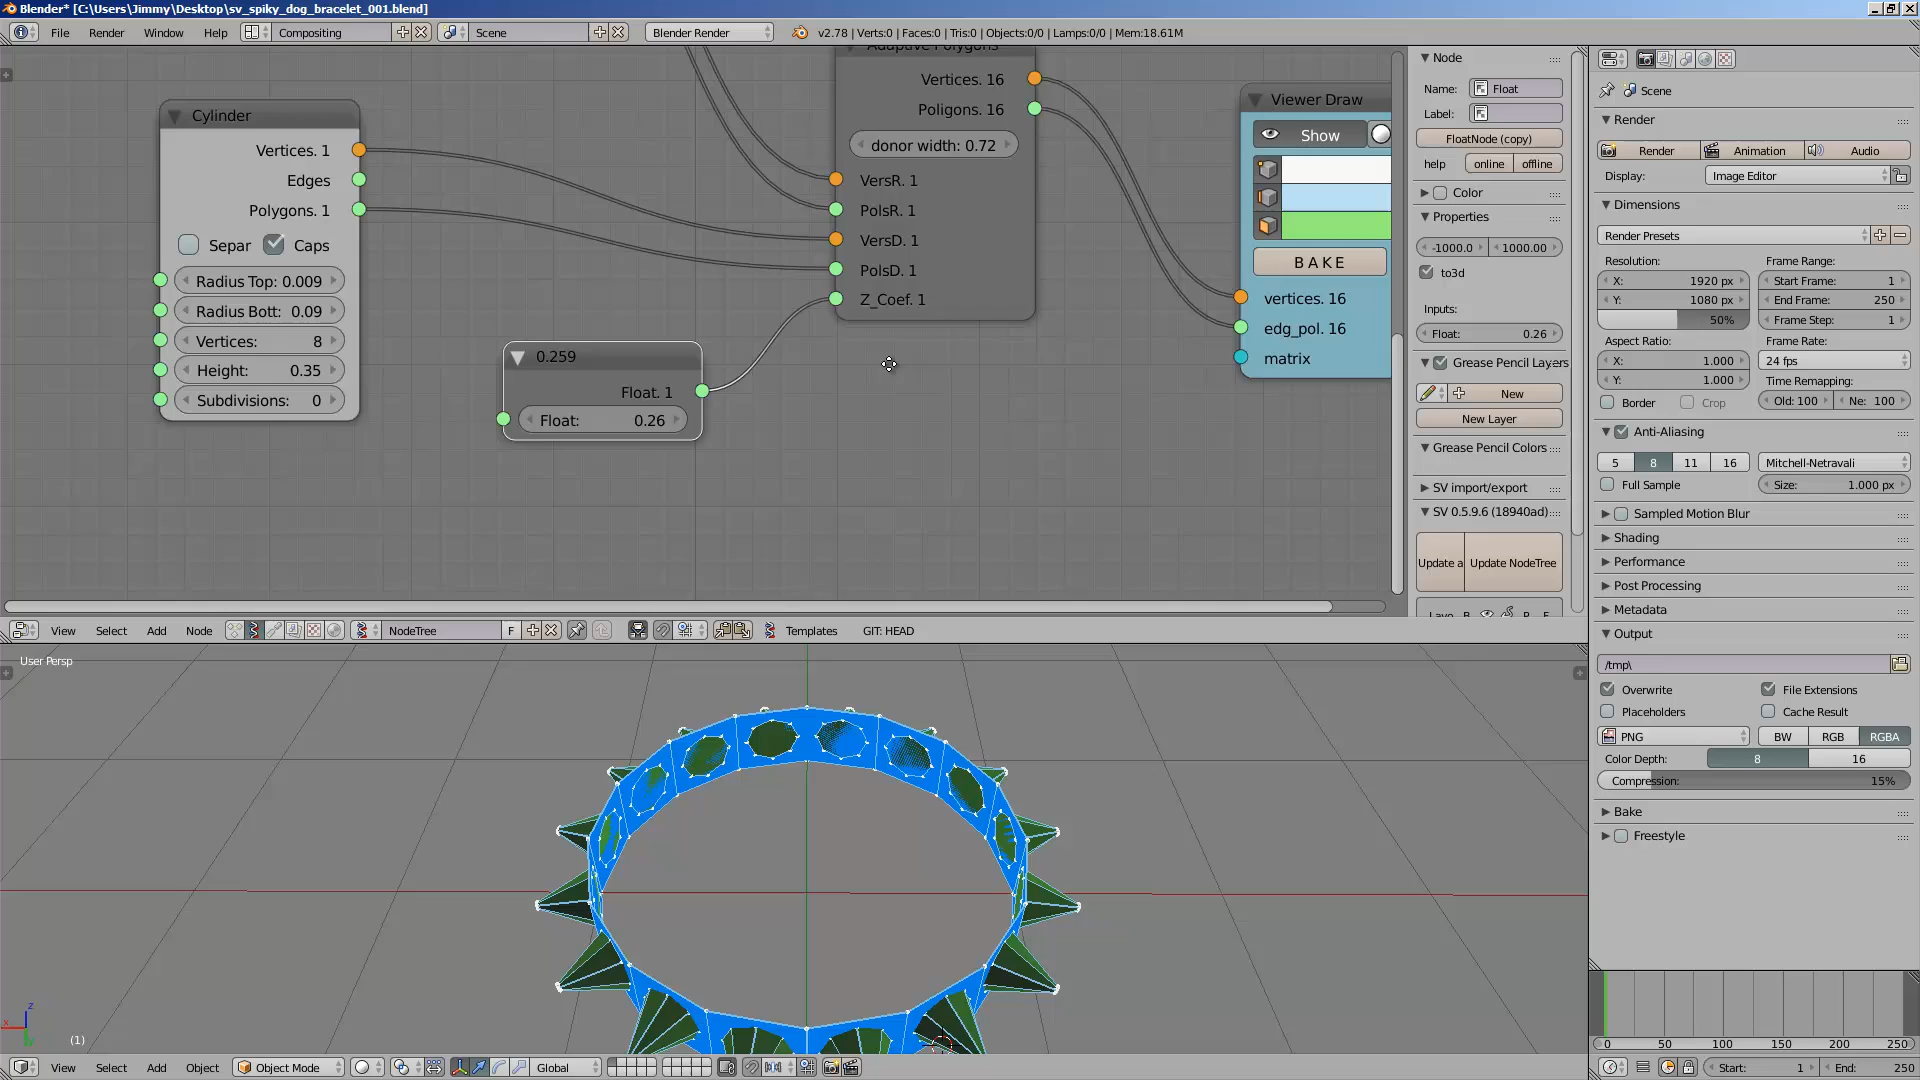 Blender* [C:\Users\Jimmy\Desktop\sv_spiky_dog_bracelet_001.blend]
File Render Window Help Compositing Scene Blender Render v2.78 | Verts:0 | Faces:0 | Tris:0 | Objects:0/0 | Lamps:0/0 | Mem:18.61M
Adaptive Polygons
Vertices. 16
Poligons. 16
donor width: 0.72
VersR. 1
PolsR. 1
VersD. 1
PolsD. 1
Z_Coef. 1
Cylinder
Vertices. 1
Edges
Polygons. 1
Separ Caps
Radius Top: 0.009
Radius Bott: 0.09
Vertices: 8
Height: 0.35
Subdivisions: 0
0.259
Float. 1
Float: 0.26
Viewer Draw
Show
BAKE
vertices. 16
edg_pol. 16
matrix
Node
Name: Float
Label:
FloatNode (copy)
help online offline
Color
Properties
-1000.0 1000.00
to3d
Inputs:
Float: 0.26
Grease Pencil Layers
New
New Layer
Grease Pencil Colors
SV import/export
SV 0.5.9.6 (18940ad)
Update a Update NodeTree
Scene
Render
Render Animation Audio
Display: Image Editor
Dimensions
Render Presets
Resolution: Frame Range:
X: 1920 px Start Frame: 1
Y: 1080 px End Frame: 250
50% Frame Step: 1
Aspect Ratio: Frame Rate:
X: 1.000 24 fps
Y: 1.000 Time Remapping:
Border Crop Old: 100 Ne: 100
Anti-Aliasing
5 8 11 16 Mitchell-Netravali
Full Sample Size: 1.000 px
Sampled Motion Blur
Shading
Performance
Post Processing
Metadata
Output
/tmp\
Overwrite File Extensions
Placeholders Cache Result
PNG BW RGB RGBA
Color Depth: 8 16
Compression: 15%
Bake
Freestyle
View Select Add Node NodeTree F Templates GIT: HEAD
User Persp
z
x
(1)
View Select Add Object Object Mode Global
0 50 100 150 200 250
Start: 1 End: 250